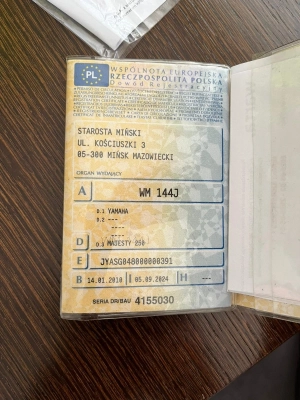 PL
WSPÓLNOTA EUROPEJSKA
RZECZPOSPOLITA POLSKA
Dowód Rejestracyjny
STAROSTA MIŃSKI
UL. KOŚCIUSZKI 3
05-300 MIŃSK MAZOWIECKI
ORGAN WYDAJĄCY
A WM 144J
D.1 YAMAHA
D.2 ---
----
----
D D.3 MAJESTY 250
E JYASG048000000391
B 14.01.2010 I 05.09.2024 H ---
SERIA DR/BAU 4155030